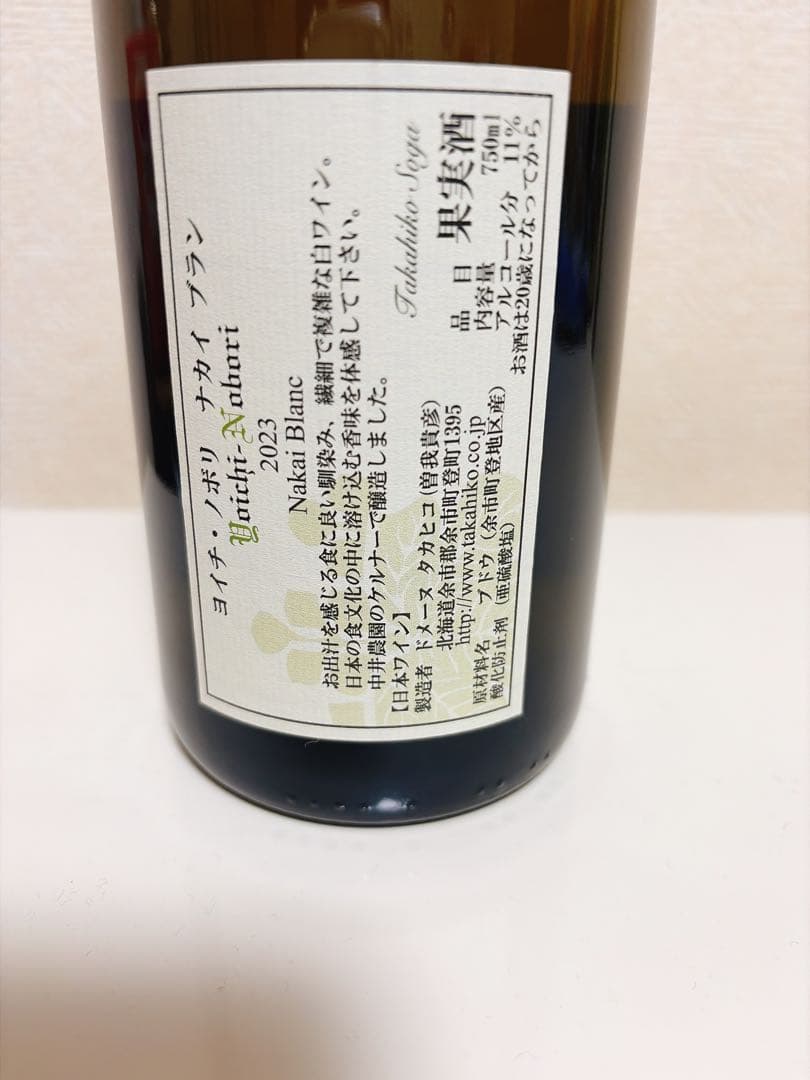 ヨイチ・ノボリ ナカイ ブラン
Yoichi-Nobori
2023
Nakai Blanc
お出汁を感じる食に良い馴染み、繊細で複雑な白ワイン。
日本の食文化の中に溶け込む香味を体感して下さい。
中井農園のケルナーで醸造しました。
Takahiko Soga
【日本ワイン】
製造者 ドメーヌ タカヒコ(曽我貴彦)
北海道余市郡余市町登町1395
http://www.takahiko.co.jp
原材料名 ブドウ(余市町登地区産)
酸化防止剤(亜硫酸塩)
品目 果実酒
内容量 750ml
アルコール分 11%
お酒は20歳になってから